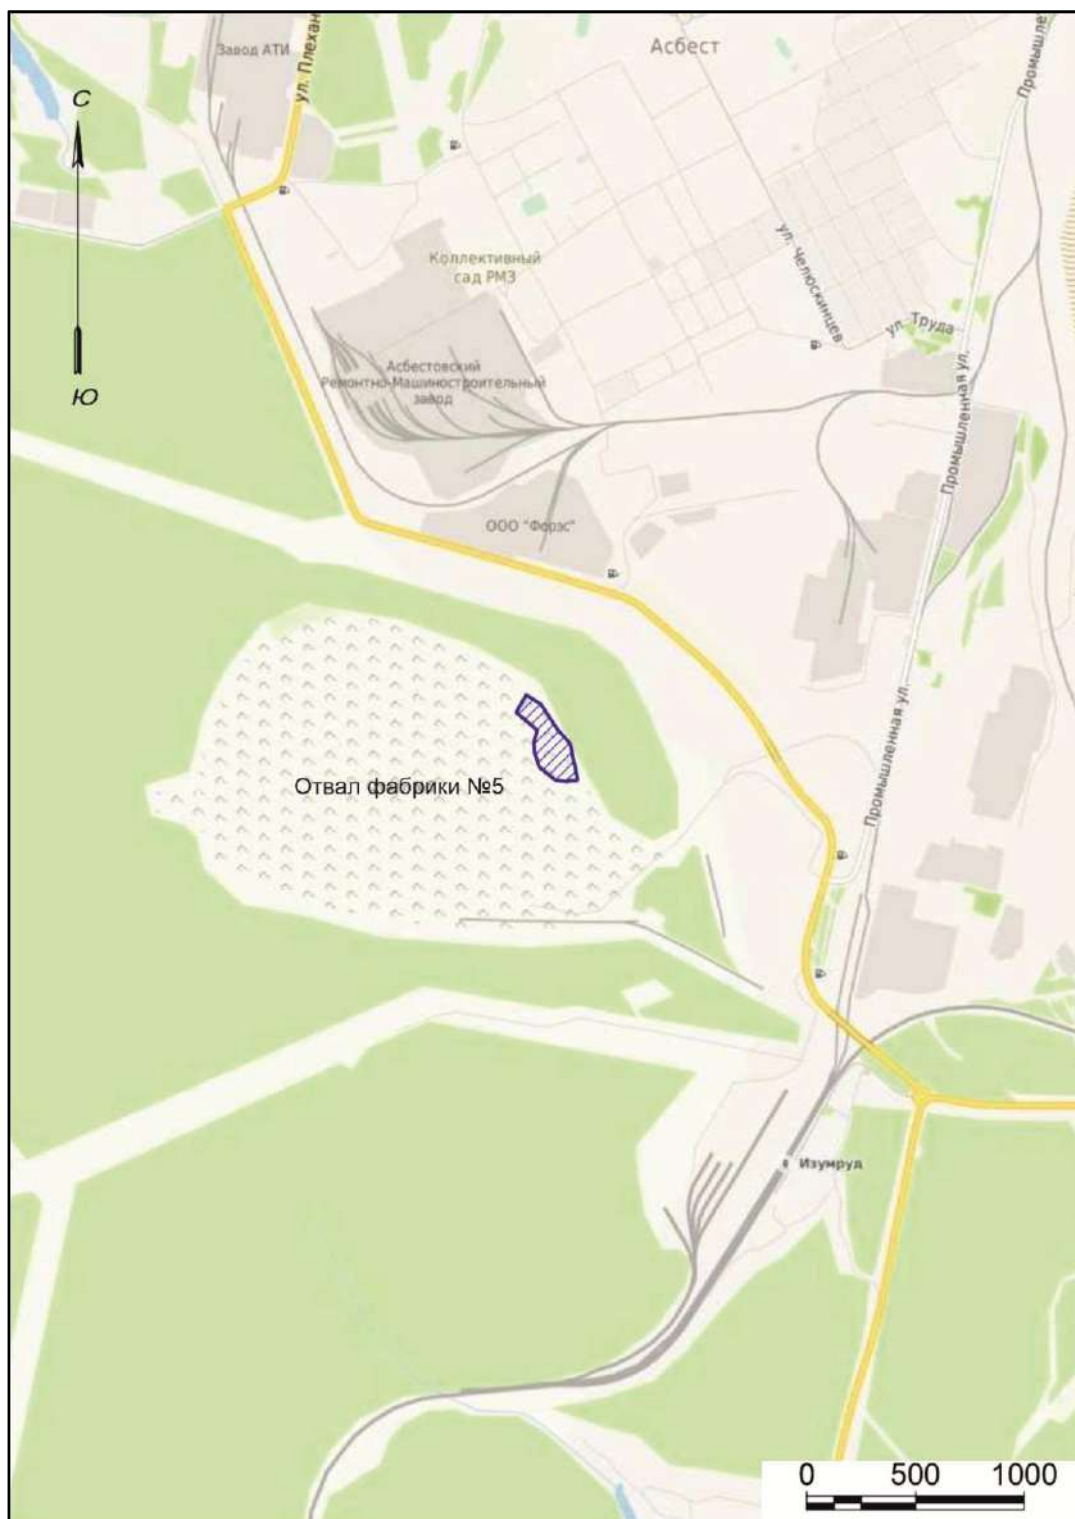 Асбест
Завод АТИ
ул. Плехан
Промышле
С
Ю
Коллективный
сад РМЗ
ул. Челюскинцев
ул. Труда
Асбестовский
Ремонтно-Машиностроительный
завод
Промышленная ул.
ООО "Форэс"
Промышленная ул.
Отвал фабрики №5
Изумруд
0 500 1000